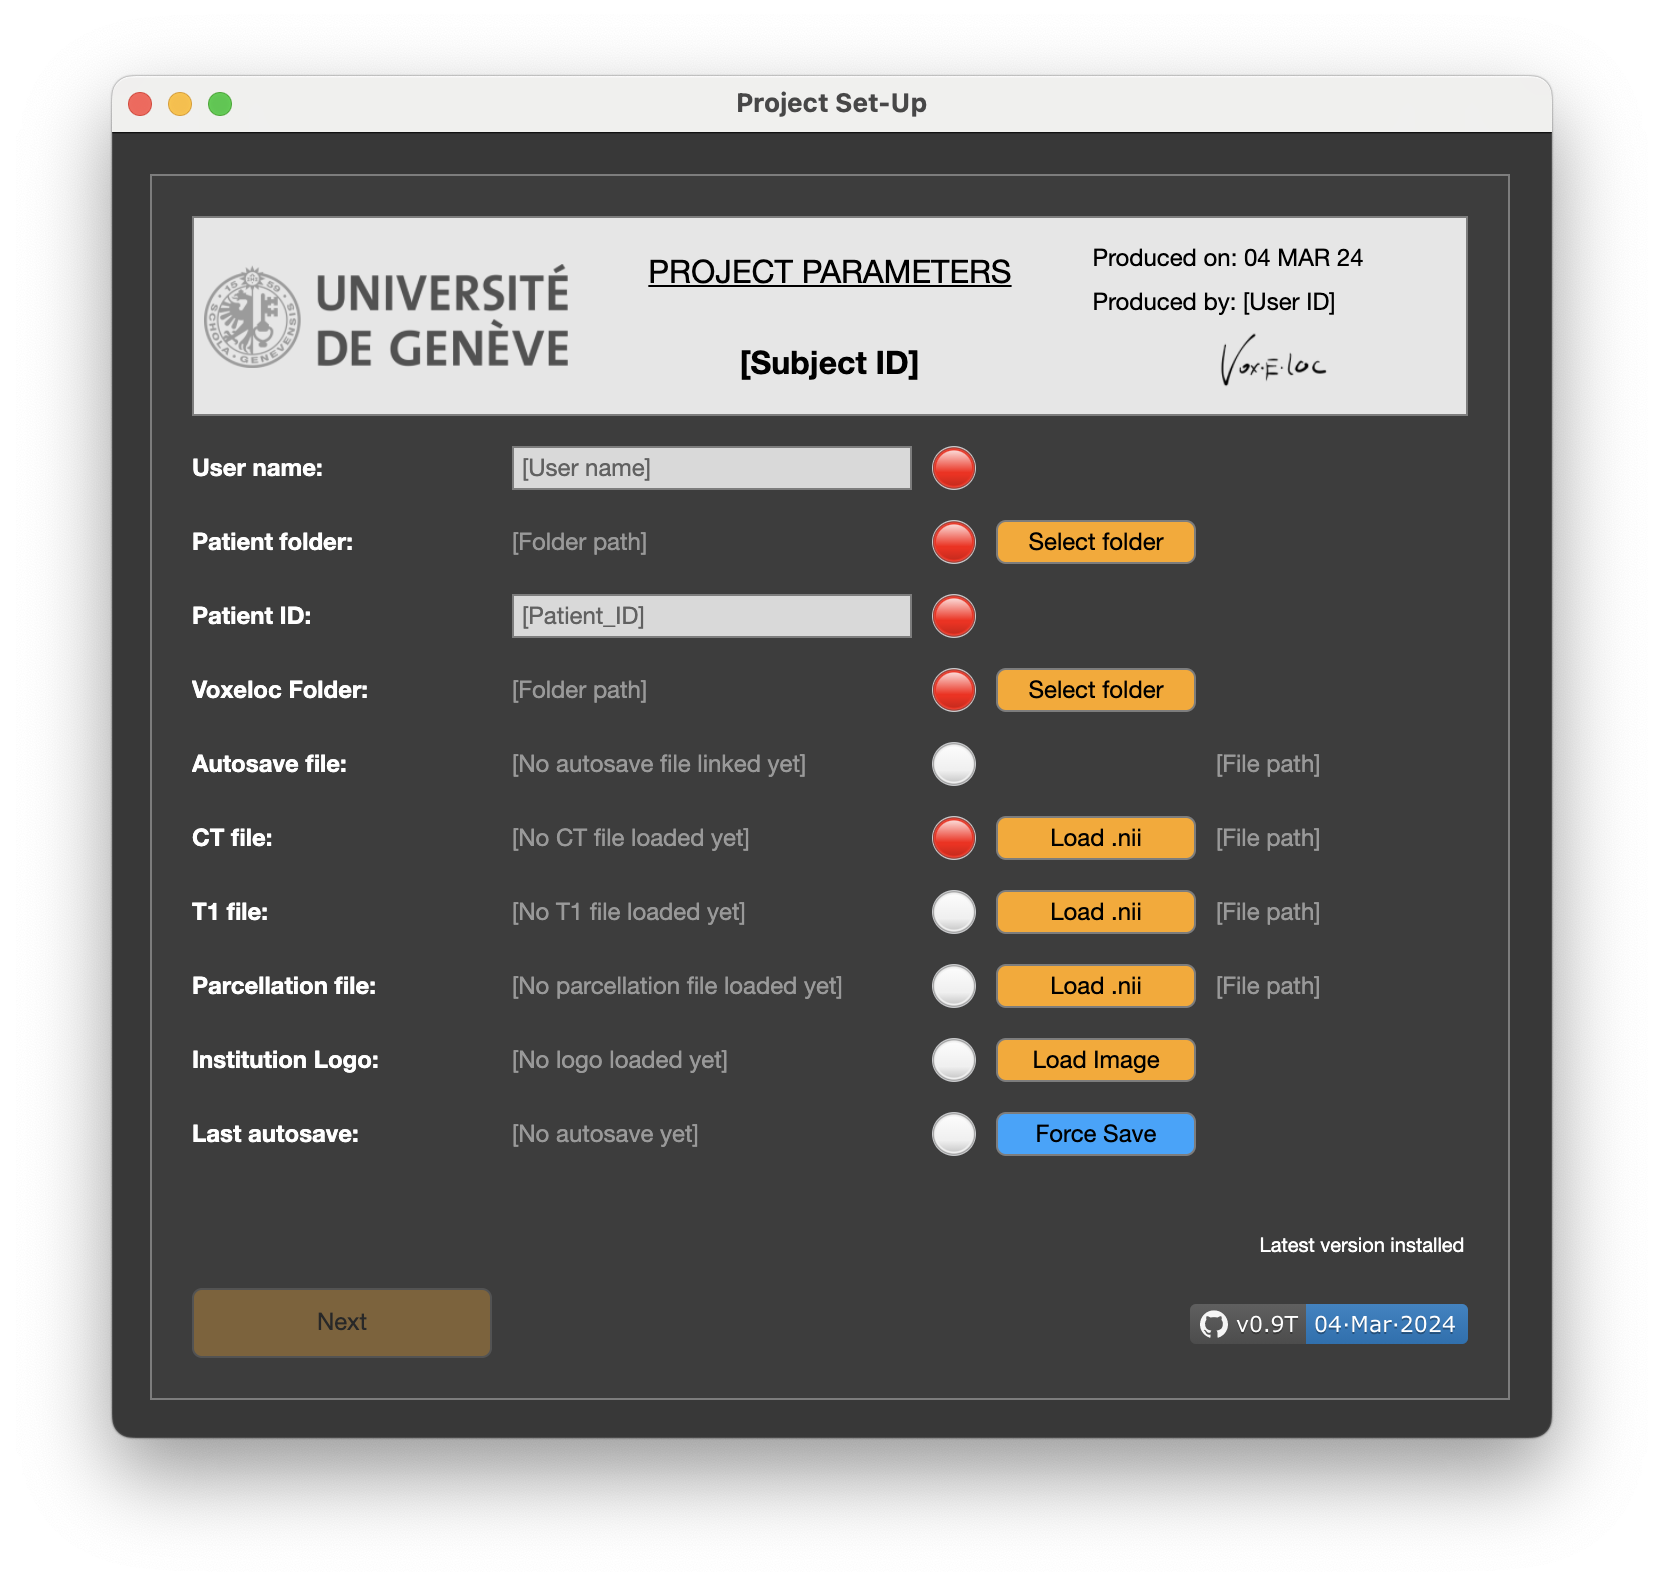 Project Set-Up
UNIVERSITÉ
DE GENÈVE
SCHOLA · GENEVENSIS
1559
PROJECT PARAMETERS
[Subject ID]
Produced on: 04 MAR 24
Produced by: [User ID]
Vox·E·loc
User name:
[User name]
Patient folder:
[Folder path]
Select folder
Patient ID:
[Patient_ID]
Voxeloc Folder:
[Folder path]
Select folder
Autosave file:
[No autosave file linked yet]
[File path]
CT file:
[No CT file loaded yet]
Load .nii
[File path]
T1 file:
[No T1 file loaded yet]
Load .nii
[File path]
Parcellation file:
[No parcellation file loaded yet]
Load .nii
[File path]
Institution Logo:
[No logo loaded yet]
Load Image
Last autosave:
[No autosave yet]
Force Save
Latest version installed
Next
v0.9T 04·Mar·2024